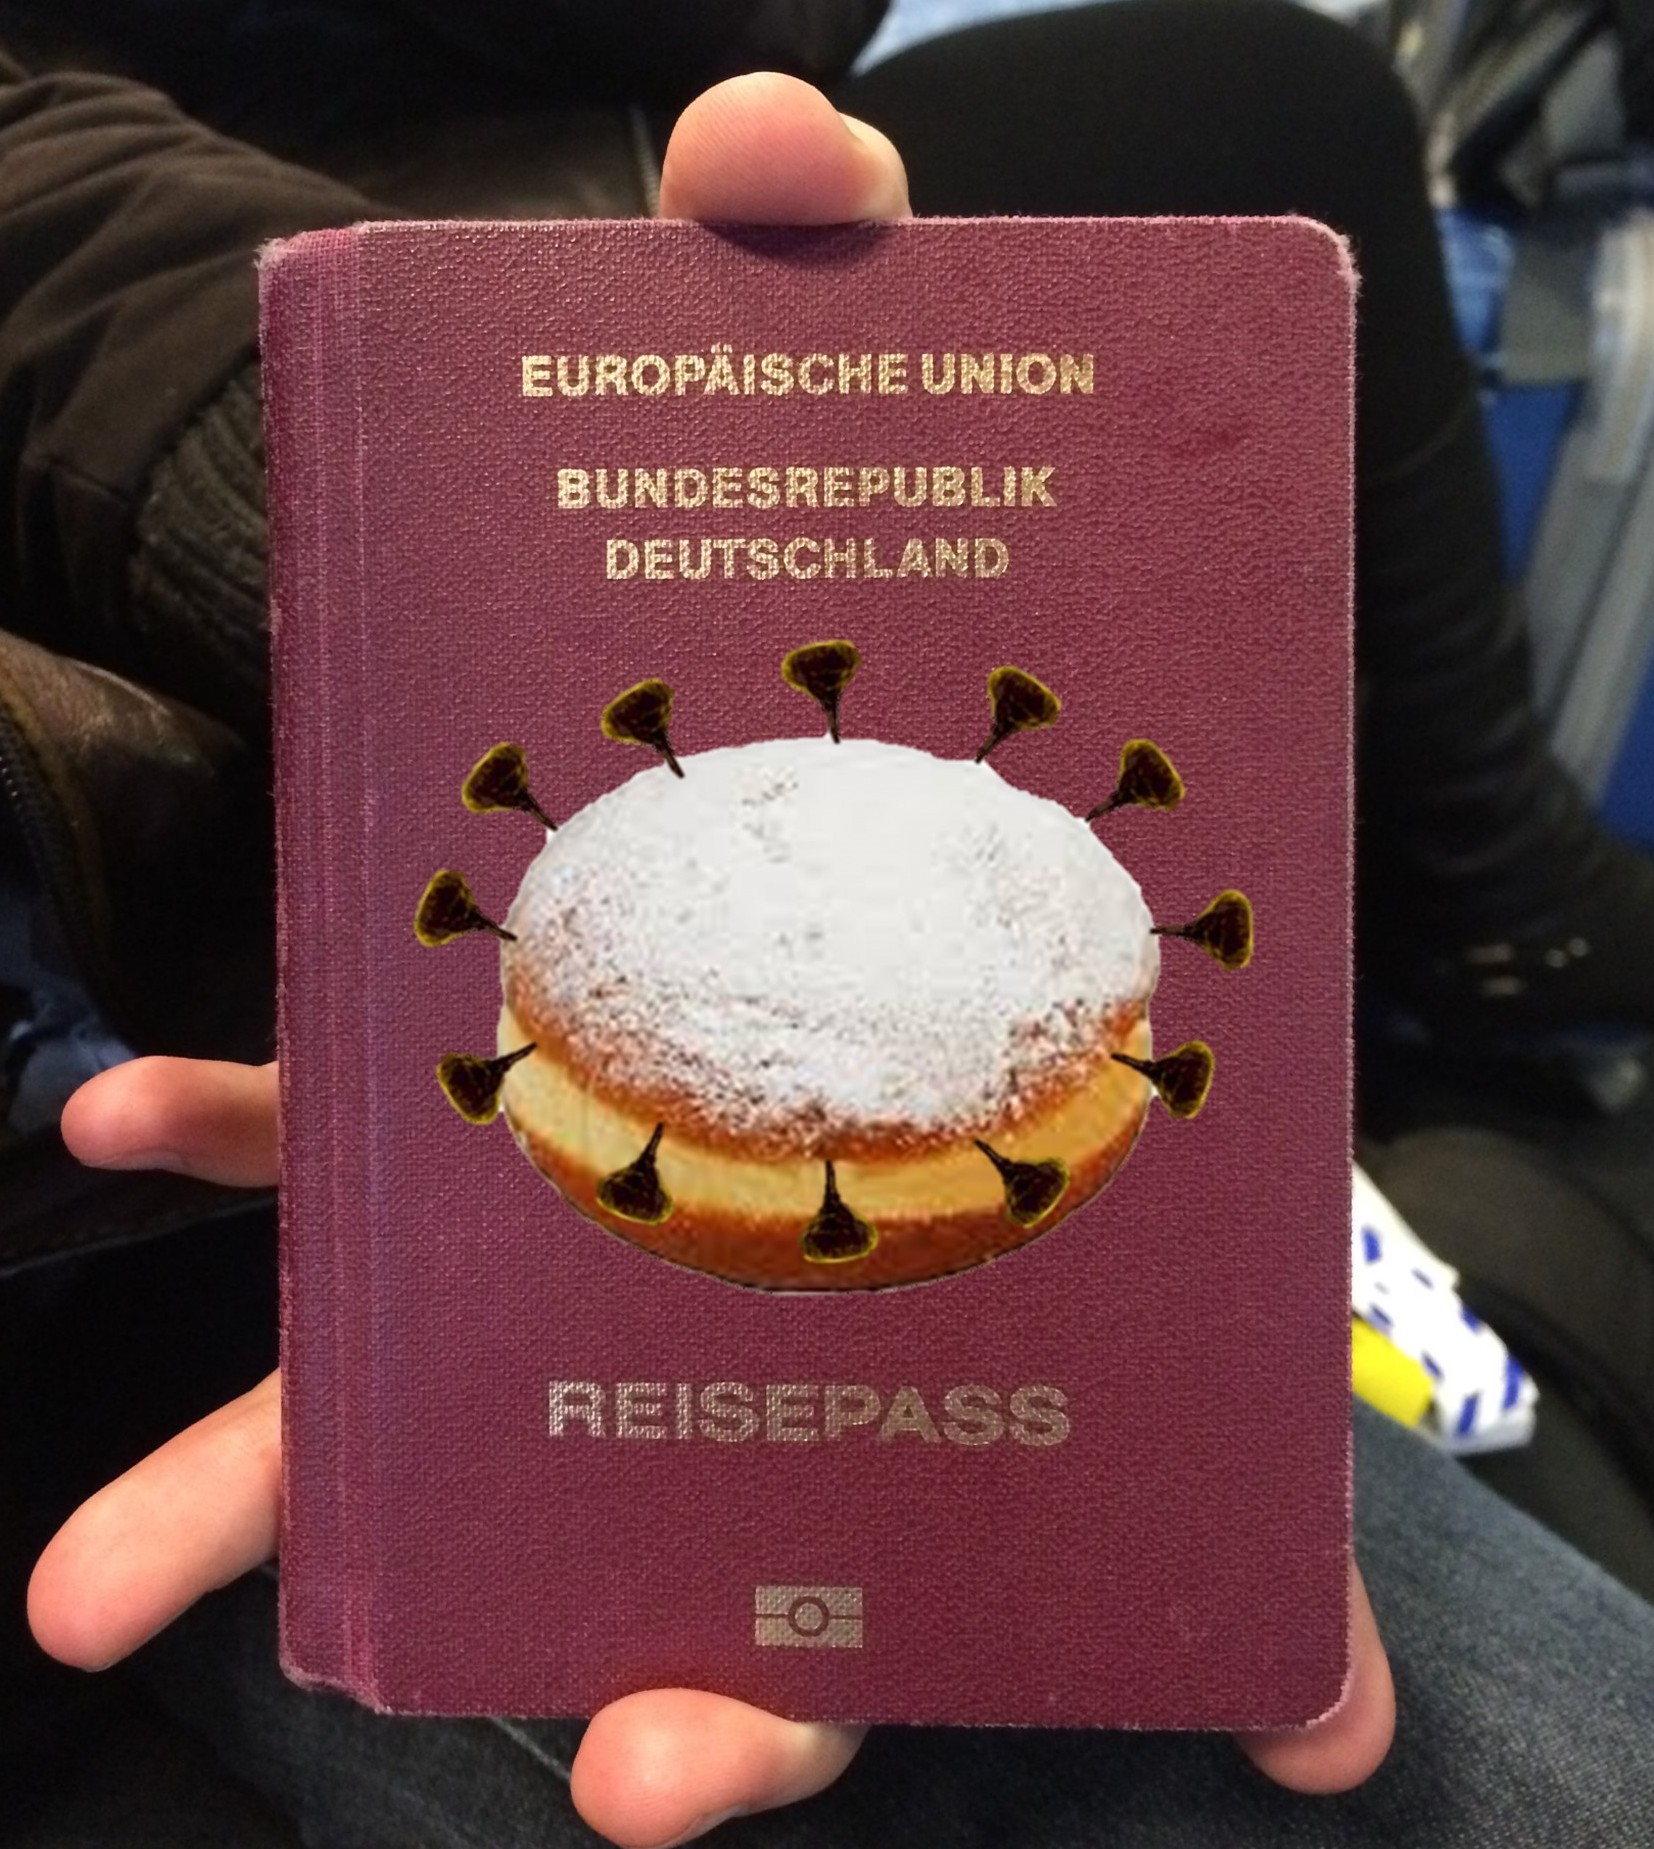 EUROPÄISCHE UNION
BUNDESREPUBLIK
DEUTSCHLAND
REISEPASS